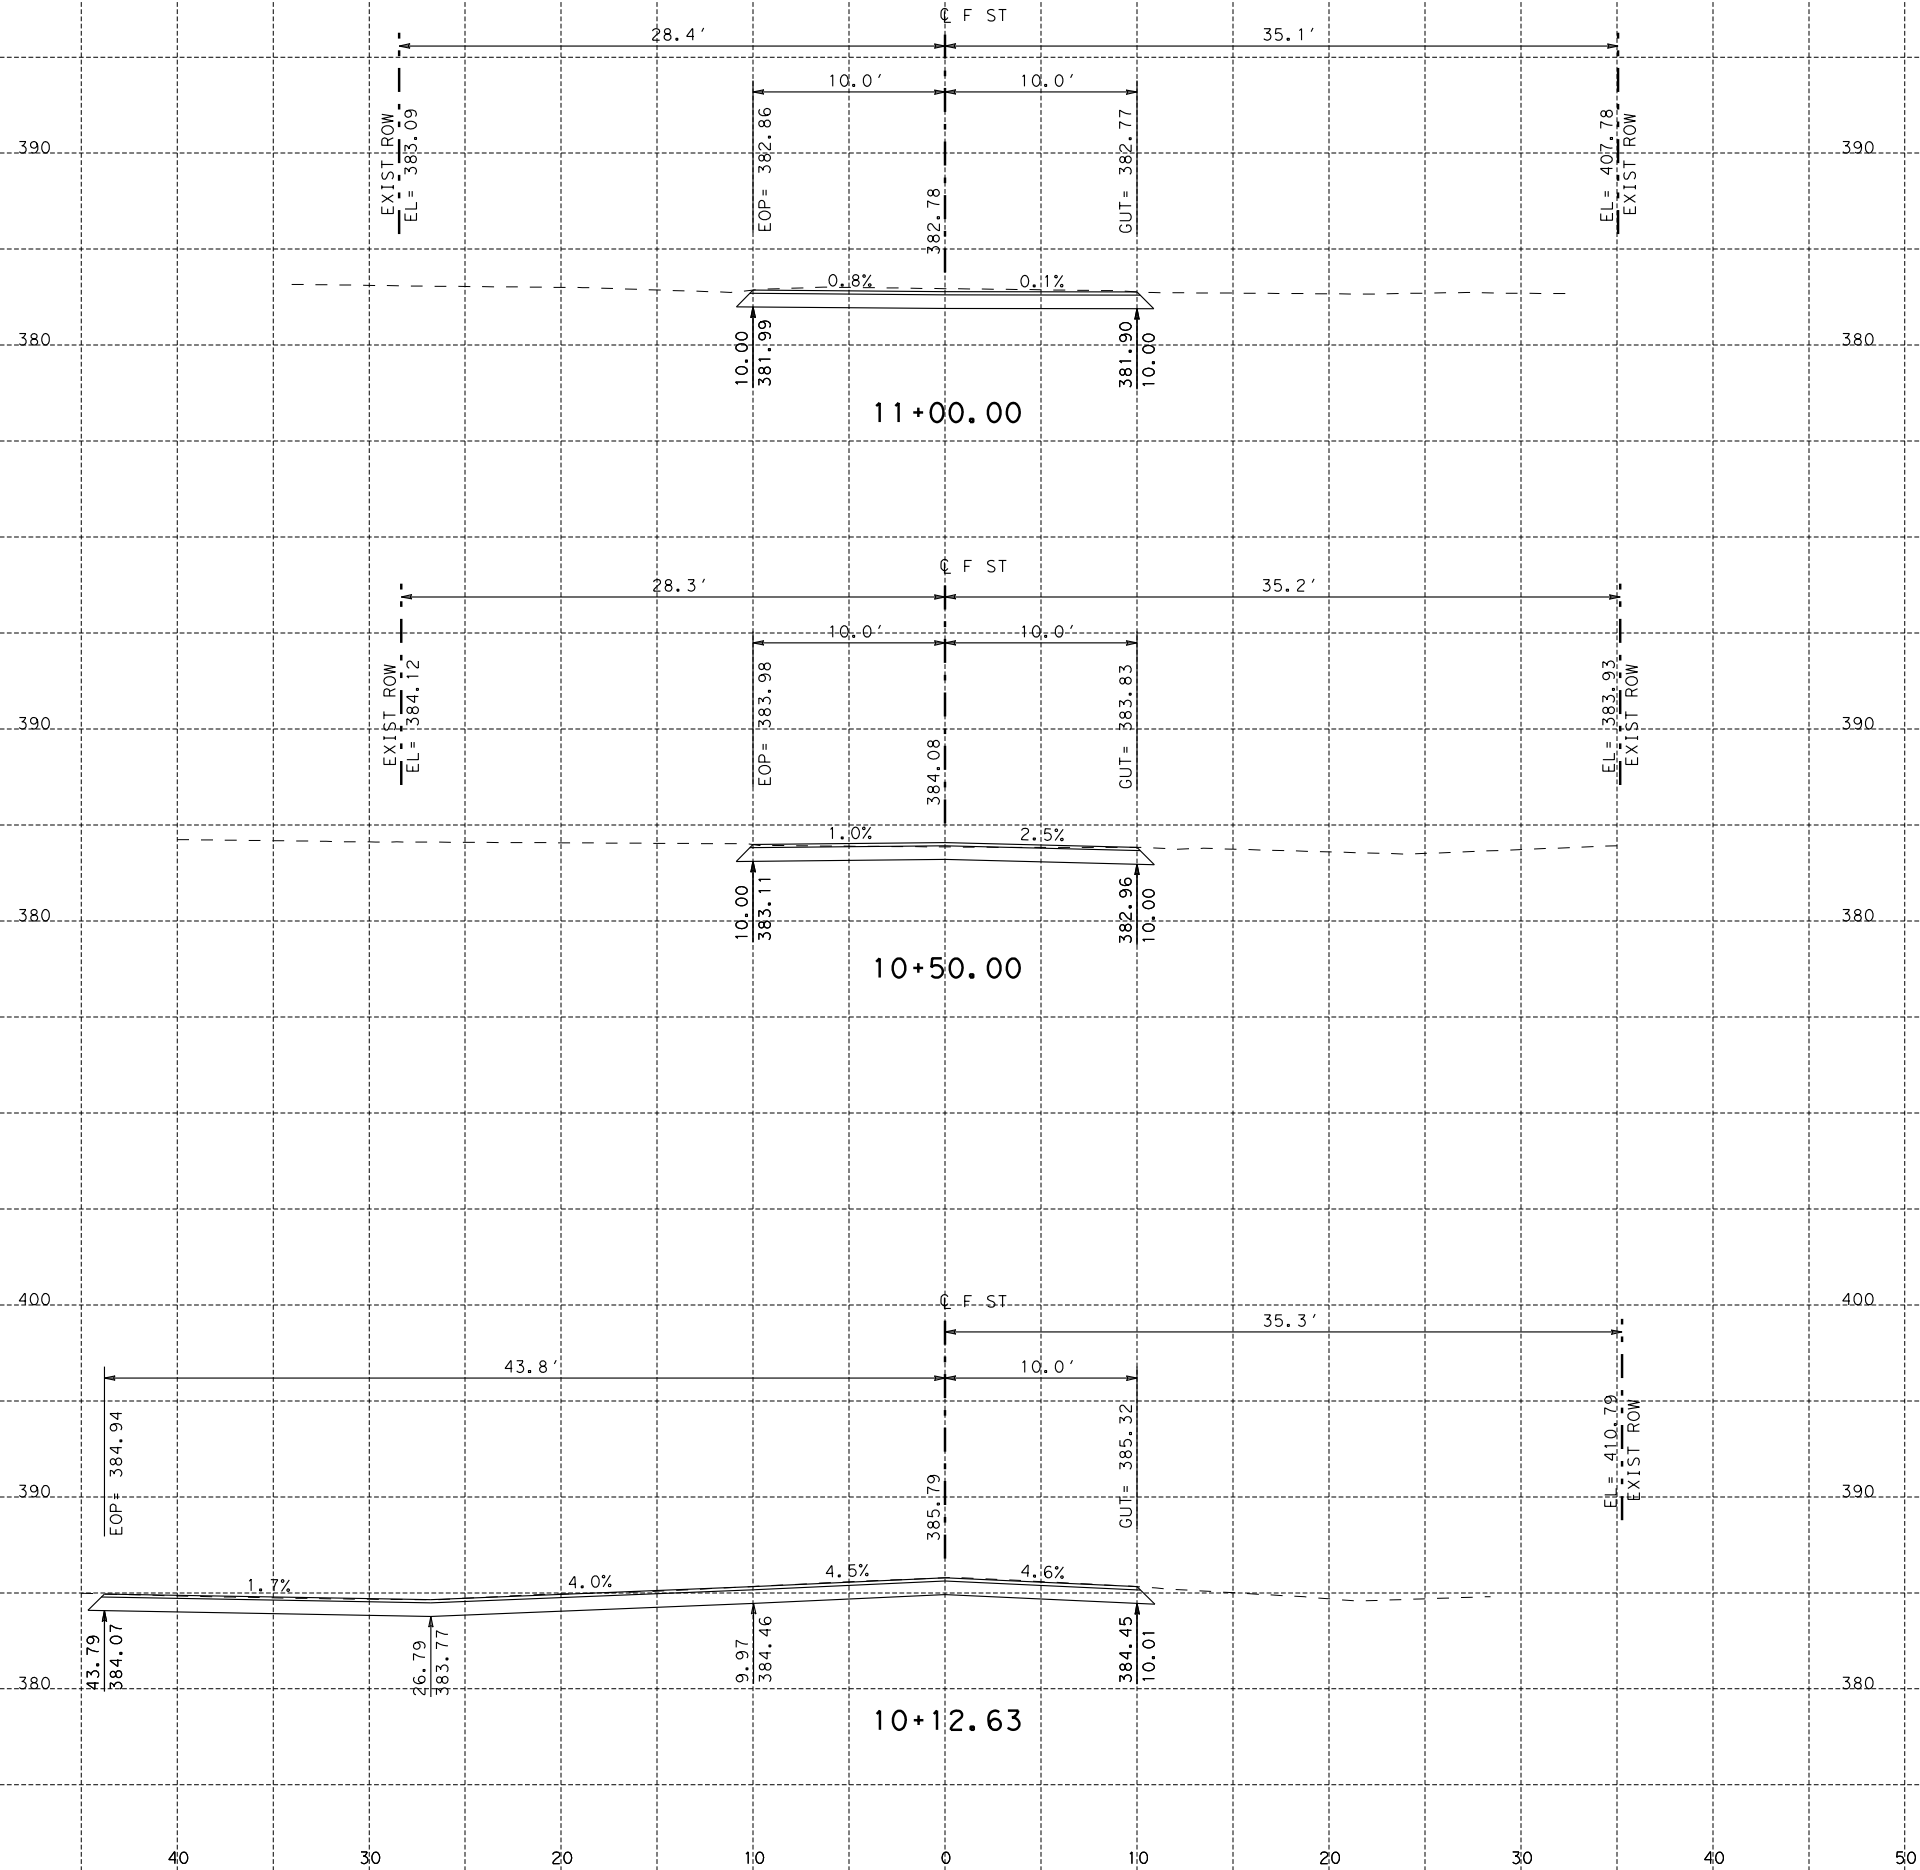 ℄ F ST
28.4′ 35.1′
10.0′ 10.0′
EXIST ROW
EL= 383.09
EOP= 382.86
382.78
GUT= 382.77
EL= 407.78
EXIST ROW
390 390
0.8% 0.1%
380 380
10.00
381.99
381.90
10.00
11+00.00
℄ F ST
28.3′ 35.2′
10.0′ 10.0′
EXIST ROW
EL= 384.12
EOP= 383.98
384.08
GUT= 383.83
EL= 383.93
EXIST ROW
390 390
1.0% 2.5%
380 380
10.00
383.11
382.96
10.00
10+50.00
400 400
℄ F ST
35.3′
43.8′ 10.0′
EOP= 384.94
385.79
GUT= 385.32
EL= 410.79
EXIST ROW
390 390
1.7% 4.0% 4.5% 4.6%
380 380
43.79
384.07
26.79
383.77
9.97
384.46
384.45
10.01
10+12.63
40 30 20 10 0 10 20 30 40 50